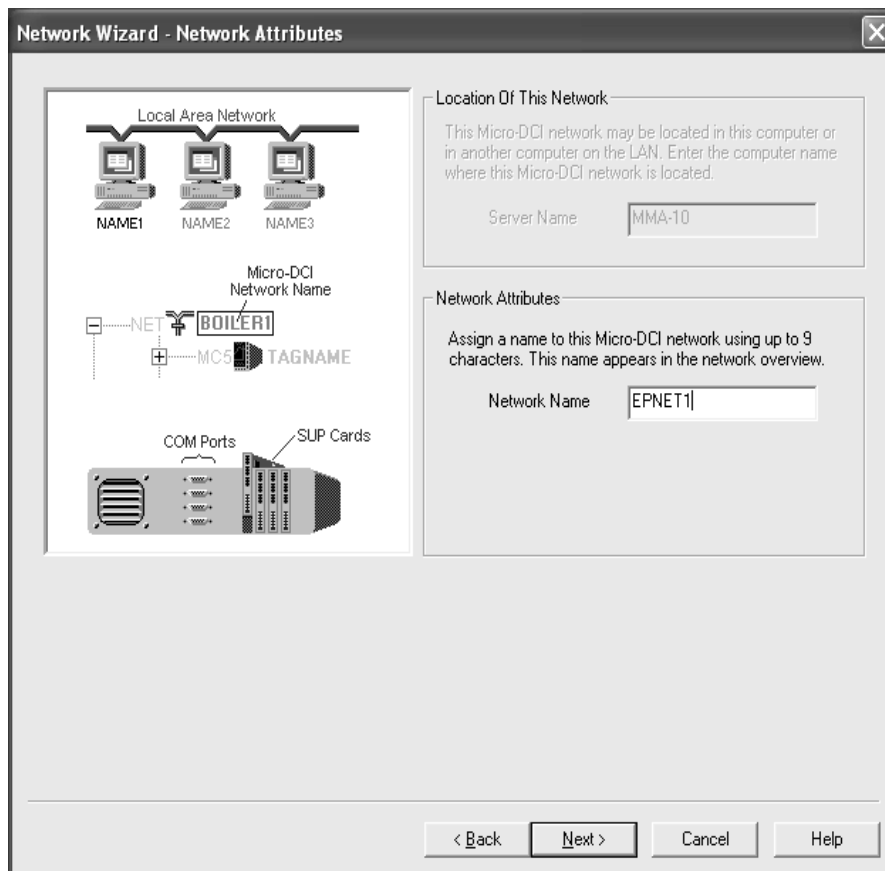 Network Wizard - Network Attributes
Local Area Network
NAME1 NAME2 NAME3
Micro-DCI
Network Name
NET BOILER1
MC5 TAGNAME
COM Ports
SUP Cards
Location Of This Network
This Micro-DCI network may be located in this computer or
in another computer on the LAN. Enter the computer name
where this Micro-DCI network is located.
Server Name MMA-10
Network Attributes
Assign a name to this Micro-DCI network using up to 9
characters. This name appears in the network overview.
Network Name EPNET1
< Back Next > Cancel Help